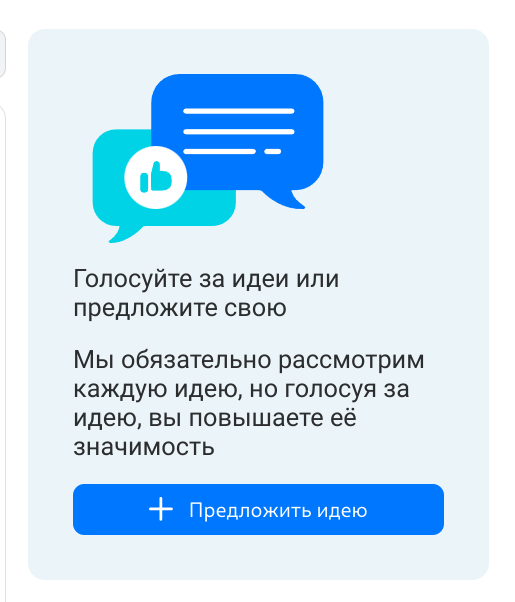 Голосуйте за идеи или
предложите свою
Мы обязательно рассмотрим
каждую идею, но голосуя за
идею, вы повышаете её
значимость
Предложить идею